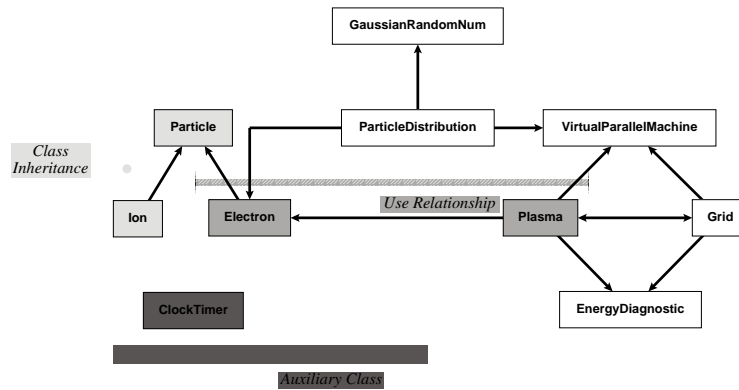 GaussianRandomNum
Particle
ParticleDistribution
VirtualParallelMachine
Class
Inheritance
Use Relationship
Ion
Electron
Plasma
Grid
ClockTimer
EnergyDiagnostic
Auxiliary Class